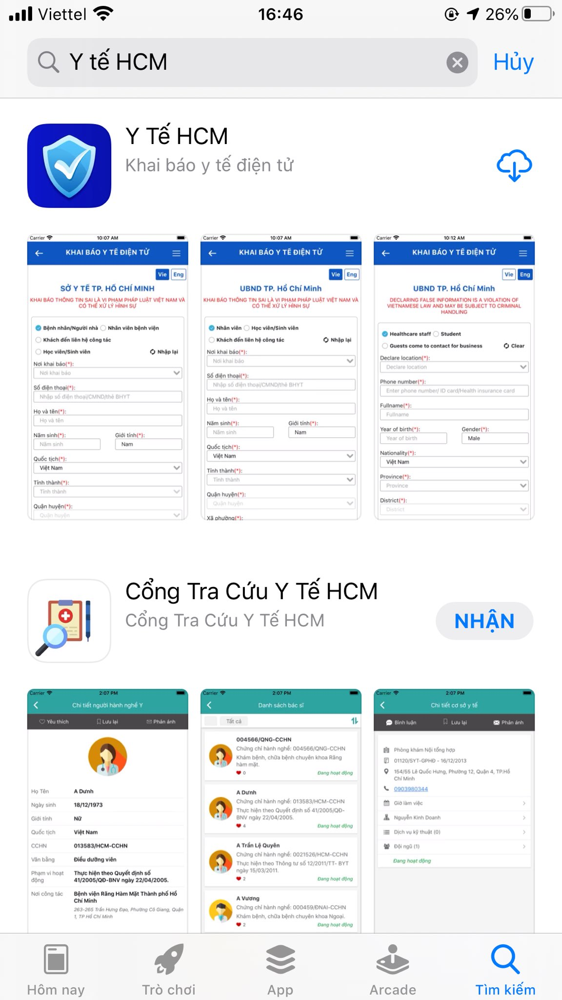 Viettel 16:46 26%
Y tế HCM Hủy
Y Tế HCM
Khai báo y tế điện tử
Carrier 10:07 AM
KHAI BÁO Y TẾ ĐIỆN TỬ
Vie Eng
SỞ Y TẾ TP. HỒ CHÍ MINH
KHAI BÁO THÔNG TIN SAI LÀ VI PHẠM PHÁP LUẬT VIỆT NAM VÀ
CÓ THỂ XỬ LÝ HÌNH SỰ
Bệnh nhân/Người nhà Nhân viên bệnh viện
Khách đến liên hệ công tác
Học viên/Sinh viên Nhập lại
Nơi khai báo(*):
Nơi khai báo
Số điện thoại(*):
Nhập số điện thoại/CMND/thẻ BHYT
Họ và tên(*):
Họ và tên
Năm sinh(*): Giới tính(*):
Năm sinh Nam
Quốc tịch(*):
Việt Nam
Tỉnh thành(*):
Tỉnh thành
Quận huyện(*):
Quận huyện
Carrier 10:07 AM
KHAI BÁO Y TẾ ĐIỆN TỬ
Vie Eng
UBND TP. Hồ Chí Minh
KHAI BÁO THÔNG TIN SAI LÀ VI PHẠM PHÁP LUẬT VIỆT NAM VÀ
CÓ THỂ XỬ LÝ HÌNH SỰ
Nhân viên Học viên/Sinh viên
Khách đến liên hệ công tác Nhập lại
Nơi khai báo(*):
Nơi khai báo
Số điện thoại(*):
Nhập số điện thoại/CMND/thẻ BHYT
Họ và tên(*):
Họ và tên
Năm sinh(*): Giới tính(*):
Năm sinh Nam
Quốc tịch(*):
Việt Nam
Tỉnh thành(*):
Tỉnh thành
Quận huyện(*):
Quận huyện
Xã phường(*):
Carrier 10:12 AM
KHAI BÁO Y TẾ ĐIỆN TỬ
Vie Eng
UBND TP. Hồ Chí Minh
DECLARING FALSE INFORMATION IS A VIOLATION OF
VIETNAMESE LAW AND MAY BE SUBJECT TO CRIMINAL
HANDLING
Healthcare staff Student
Guests come to contact for business Clear
Declare location(*):
Declare location
Phone number(*):
Enter phone number/ ID card/Health insurance card
Fullname(*):
Fullname
Year of birth(*): Gender(*):
Year of birth Male
Nationality(*):
Việt Nam
Province(*):
Province
District(*):
District
Cổng Tra Cứu Y Tế HCM
Cổng Tra Cứu Y Tế HCM
NHẬN
Carrier 2:07 PM
Chi tiết người hành nghề Y
Yêu thích Lưu lại Phản ánh
Họ Tên A Dưnh
Ngày sinh 18/12/1973
Giới tính Nữ
Quốc tịch Việt Nam
CCHN 013583/HCM-CCHN
Văn bằng Điều dưỡng viên
Phạm vi hoạt động Thực hiện theo Quyết định số
41/2005/QĐ-BNV ngày 22/04/2005.
Nơi công tác Bệnh viện Răng Hàm Mặt Thành phố Hồ
Chí Minh
263-265 Trần Hưng Đạo, Phường Cô Giang, Quận
1, TP Hồ Chí Minh
Carrier 2:07 PM
Danh sách bác sĩ
Tất cả
004566/QNG-CCHN
Chứng chỉ hành nghề: 004566/QNG-CCHN
Khám bệnh, chữa bệnh chuyên khoa Răng
hàm mặt.
0 Đang hoạt động
A Dưnh
Chứng chỉ hành nghề: 013583/HCM-CCHN
Thực hiện theo Quyết định số 41/2005/QĐ-
BNV ngày 22/04/2005.
4 Đang hoạt động
A Trần Lệ Quyên
Chứng chỉ hành nghề: 0021526/HCM-CCHN
Thực hiện theo Thông tư số 12/2011/TT- BYT
ngày 15/03/2011.
2 Đang hoạt động
A Vương
Chứng chỉ hành nghề: 000459/ĐNAI-CCHN
Khám bệnh, chữa bệnh chuyên khoa Ngoại.
2 Đang hoạt động
Carrier 2:07 PM
Chi tiết cơ sở y tế
Bình luận Lưu lại Phản ánh
Phòng khám Nội tổng hợp
01120/SYT-GPHĐ - 16/12/2013
154/55 Lê Quốc Hưng, Phường 12, Quận 4, TP.Hồ
Chí Minh
0903980344
Giờ làm việc
Nguyễn Kinh Doanh
Dịch vụ kỹ thuật (0)
Đội ngũ (1)
Đang hoạt động
Hôm nay Trò chơi App Arcade Tìm kiếm